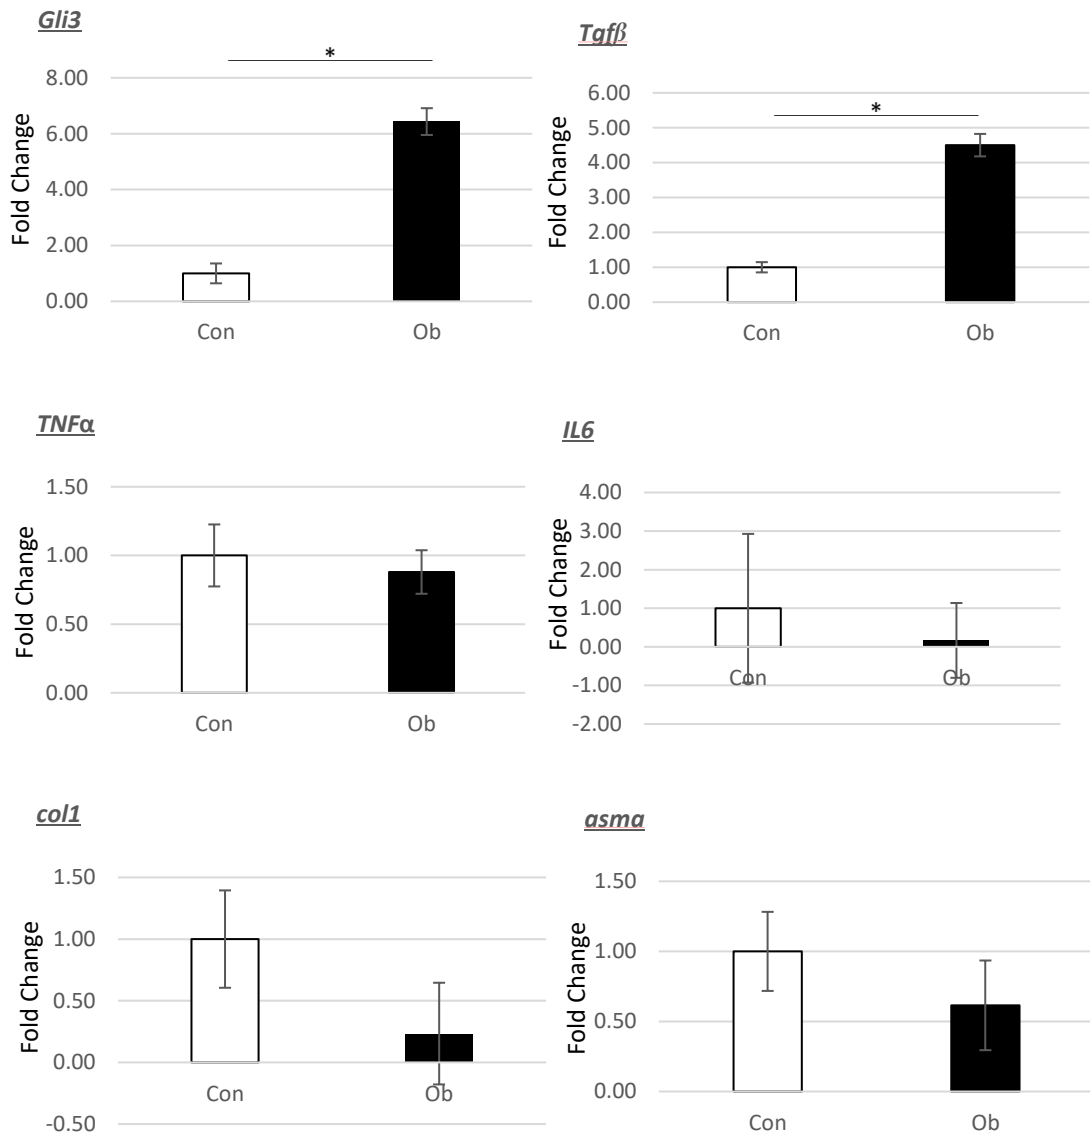 Gli3
*
8.00
6.00
4.00
2.00
0.00
Fold Change
Con Ob
Tgfβ
*
6.00
5.00
4.00
3.00
2.00
1.00
0.00
Fold Change
Con Ob
TNFα
1.50
1.00
0.50
0.00
Fold Change
Con Ob
IL6
4.00
3.00
2.00
1.00
0.00
-1.00
-2.00
Fold Change
Con Ob
col1
1.50
1.00
0.50
0.00
-0.50
Fold Change
Con Ob
asma
1.50
1.00
0.50
0.00
Fold Change
Con Ob